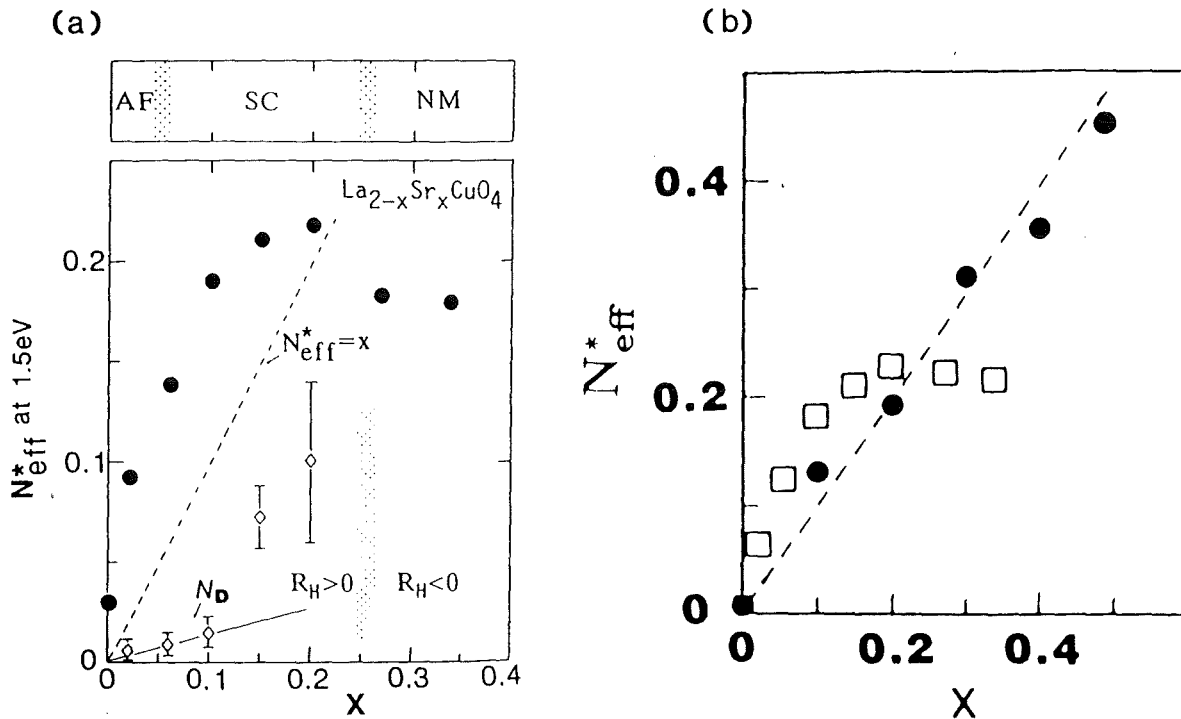 (a)
AF SC NM
La2-xSrxCuO4
N*eff at 1.5eV
0.2
0.1
0
N*eff=x
ND
RH>0 RH<0
0 0.1 0.2 0.3 0.4
X
(b)
N*eff
0.4
0.2
0
0 0.2 0.4
X